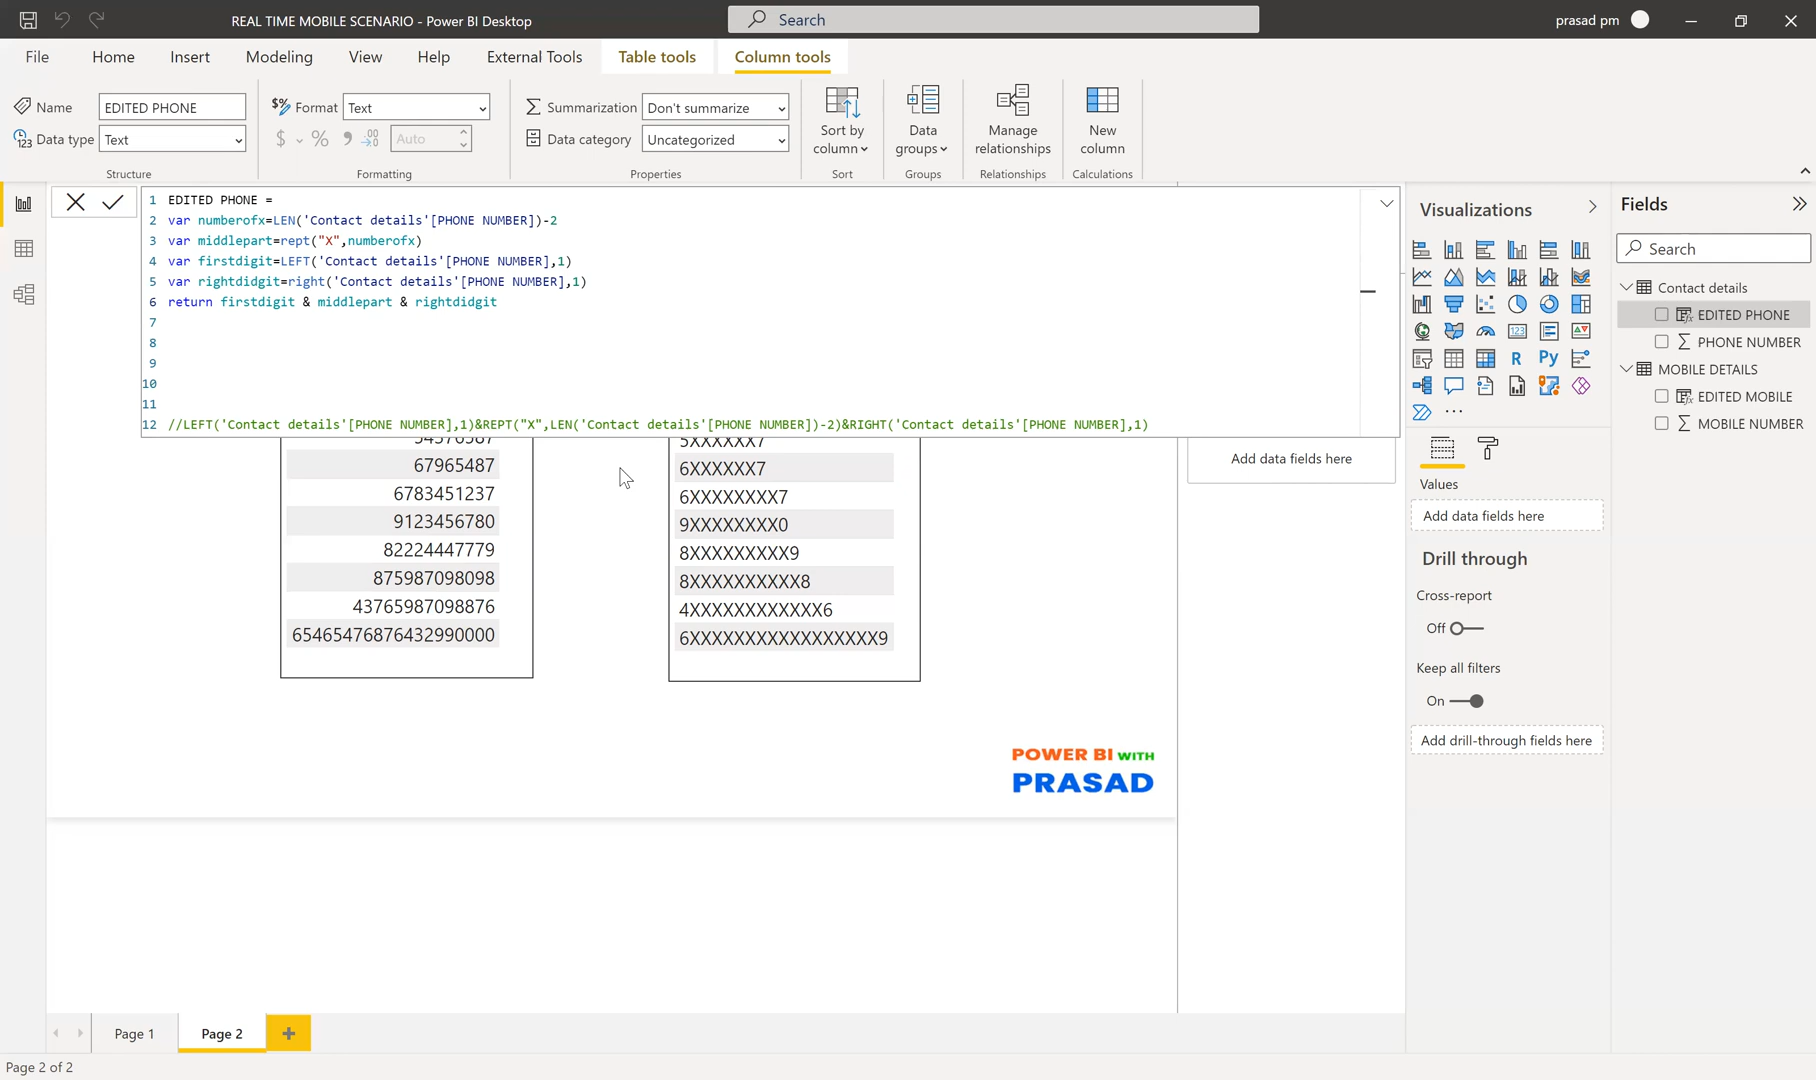 REAL TIME MOBILE SCENARIO - Power BI Desktop
Search
prasad pm
File Home Insert Modeling View Help External Tools Table tools Column tools
Name EDITED PHONE
Data type Text
Structure
Format Text
$ % 9 .00 Auto
Formatting
Summarization Don't summarize
Data category Uncategorized
Properties
Sort by
column
Sort
Data
groups
Groups
Manage
relationships
Relationships
New
column
Calculations
1 EDITED PHONE =
2 var numberofx=LEN('Contact details'[PHONE NUMBER])-2
3 var middlepart=rept("X",numberofx)
4 var firstdigit=LEFT('Contact details'[PHONE NUMBER],1)
5 var rightdidgit=right('Contact details'[PHONE NUMBER],1)
6 return firstdigit & middlepart & rightdidgit
7
8
9
10
11
12 //LEFT('Contact details'[PHONE NUMBER],1)&REPT("X",LEN('Contact details'[PHONE NUMBER])-2)&RIGHT('Contact details'[PHONE NUMBER],1)
67965487
6783451237
9123456780
82224447779
875987098098
43765987098876
65465476876432990000
5XXXXXX7
6XXXXXX7
6XXXXXXXX7
9XXXXXXXX0
8XXXXXXXXX9
8XXXXXXXXXX8
4XXXXXXXXXXXX6
6XXXXXXXXXXXXXXXXX9
POWER BI WITH
PRASAD
Add data fields here
Visualizations
123
R
Py
Values
Add data fields here
Drill through
Cross-report
Off
Keep all filters
On
Add drill-through fields here
Fields
Search
Contact details
EDITED PHONE
PHONE NUMBER
MOBILE DETAILS
EDITED MOBILE
MOBILE NUMBER
Page 1 Page 2 +
Page 2 of 2